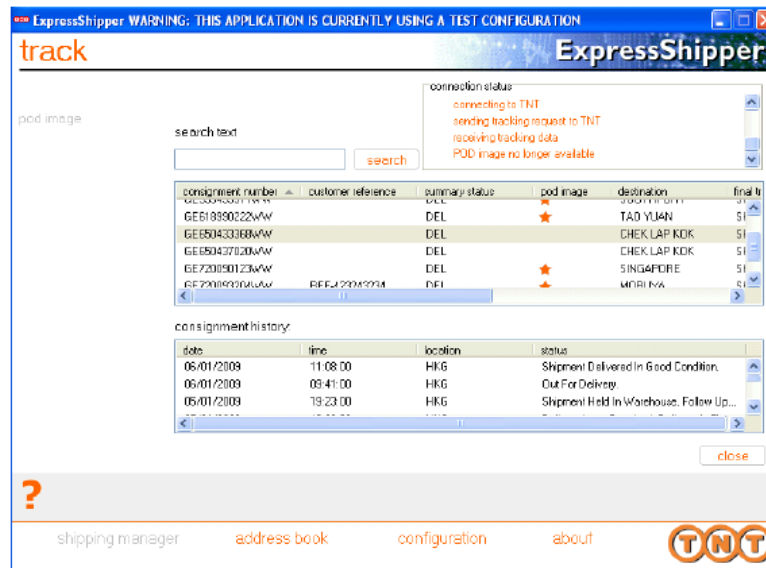 ExpressShipper WARNING: THIS APPLICATION IS CURRENTLY USING A TEST CONFIGURATION
track
ExpressShipper
connection status
connecting to TNT
sending tracking request to TNT
receiving tracking data
POD image no longer available
pod image
search text
search
consignment number customer reference summary status pod image destination final tr
GE618990222WW DEL TAO YUAN
GE650433368WW DEL CHEK LAP KOK
GE650437020WW DEL CHEK LAP KOK
GE720090123WW DEL SINGAPORE
DEL
consignment history:
date time location status
06/01/2009 11:08:00 HKG Shipment Delivered In Good Condition.
06/01/2009 09:41:00 HKG Out For Delivery.
05/01/2009 19:23:00 HKG Shipment Held In Warehouse. Follow Up...
close
?
shipping manager address book configuration about
TNT